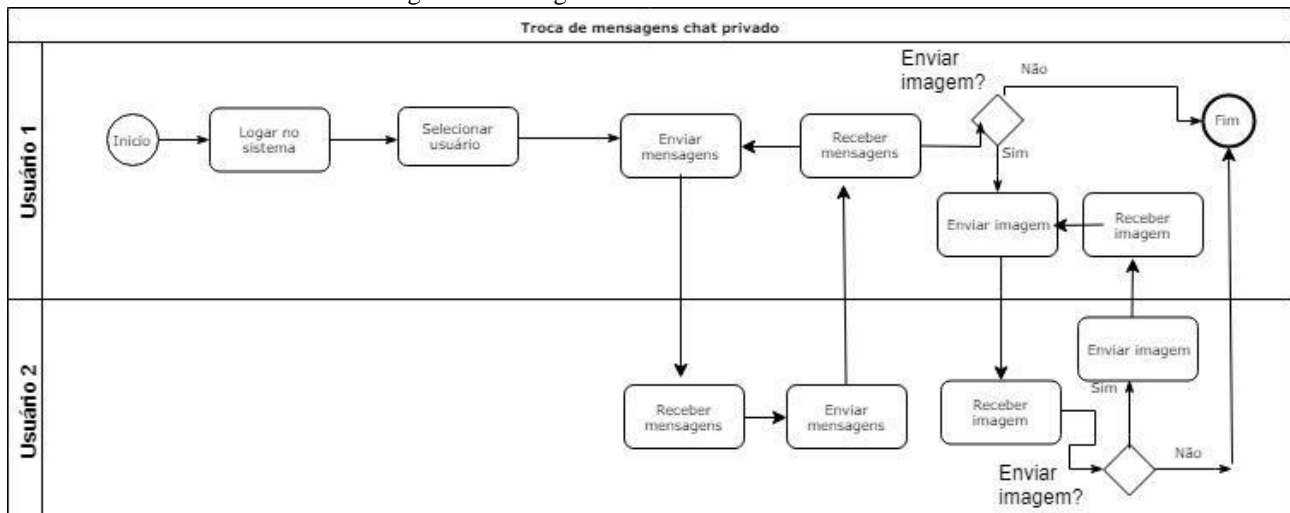 Troca de mensagens chat privado
Usuário 1
Inicio
Logar no
sistema
Selecionar
usuário
Enviar
mensagens
Receber
mensagens
Enviar
imagem?
Não
Sim
Fim
Enviar imagem
Receber
imagem
Usuário 2
Receber
mensagens
Enviar
mensagens
Receber
imagem
Enviar imagem
Sim
Não
Enviar
imagem?